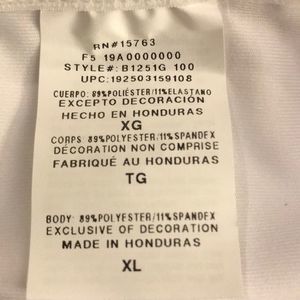 RN#15763
F5 19A0000000
STYLE#: B1251G 100
UPC:192503159108
CUERPO: 89%POLIÉSTER/11%ELASTANO
EXCEPTO DECORACIÓN
HECHO EN HONDURAS
XG
CORPS 89%POLYESTER/11%SPANDEX
DÉCORATION NON COMPRISE
FABRIQUÉ AU HONDURAS
TG
BODY: 89%POLYESTER/11%SPANDEX
EXCLUSIVE OF DECORATION
MADE IN HONDURAS
XL